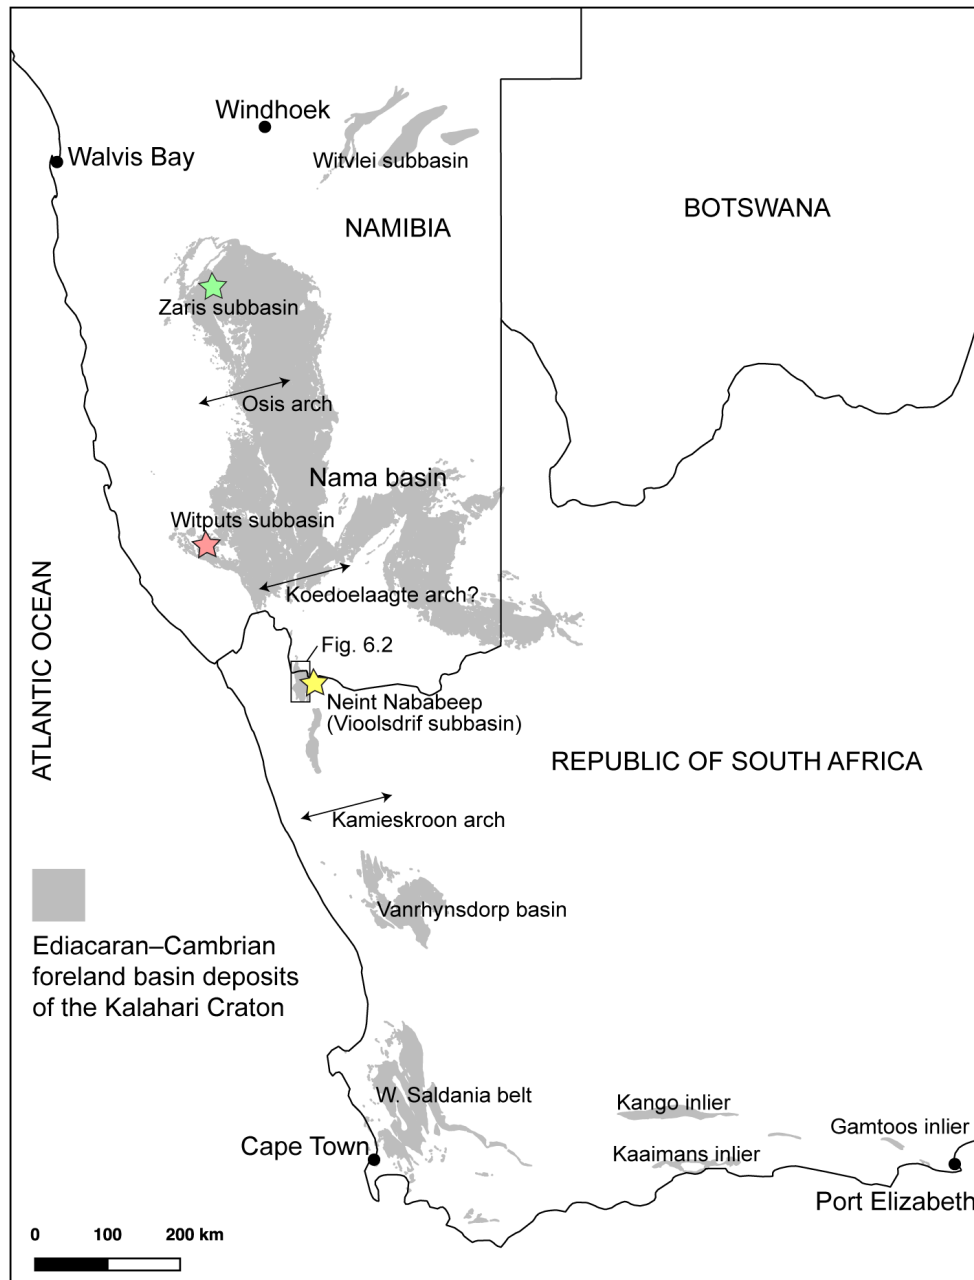 Windhoek
Walvis Bay
Witvlei subbasin
BOTSWANA
NAMIBIA
Zaris subbasin
Osis arch
Nama basin
Witputs subbasin
Koedoelaagte arch?
ATLANTIC OCEAN
Fig. 6.2
Neint Nababeep
(Vioolsdrif subbasin)
REPUBLIC OF SOUTH AFRICA
Kamieskroon arch
Vanrhynsdorp basin
Ediacaran–Cambrian
foreland basin deposits
of the Kalahari Craton
W. Saldania belt
Kango inlier
Gamtoos inlier
Cape Town
Kaaimans inlier
Port Elizabeth
0 100 200 km